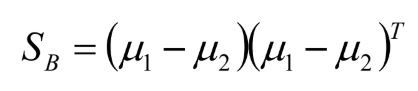 S_B = (μ_1 − μ_2)(μ_1 − μ_2)^T